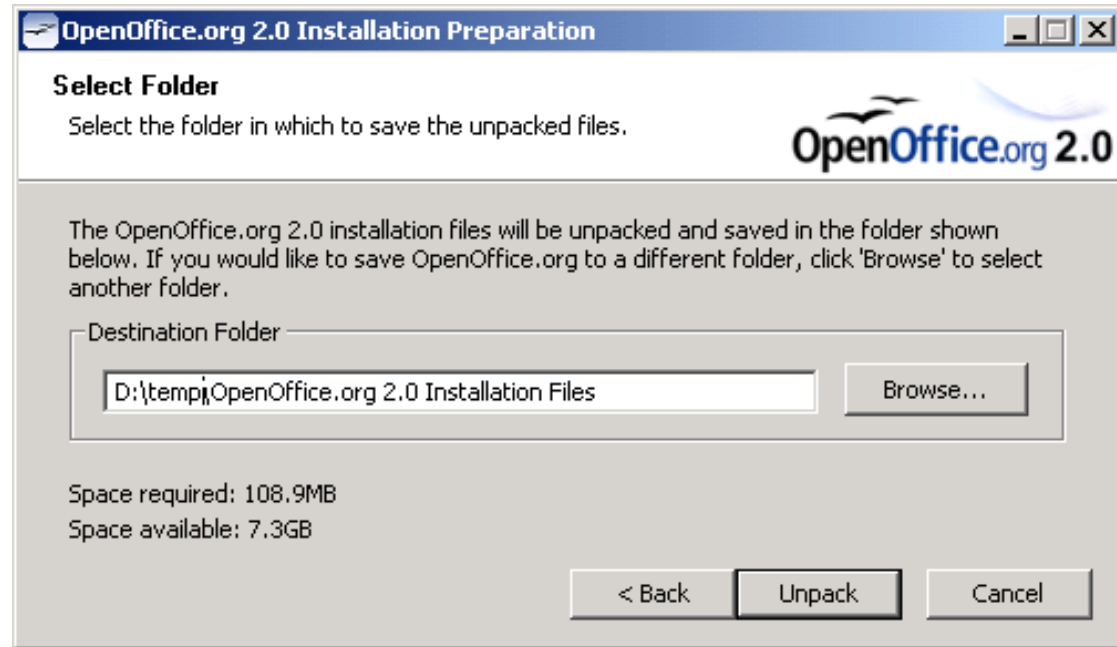 OpenOffice.org 2.0 Installation Preparation
Select Folder
Select the folder in which to save the unpacked files.
OpenOffice.org 2.0
The OpenOffice.org 2.0 installation files will be unpacked and saved in the folder shown
below. If you would like to save OpenOffice.org to a different folder, click 'Browse' to select
another folder.
Destination Folder
D:\temp\OpenOffice.org 2.0 Installation Files
Browse...
Space required: 108.9MB
Space available: 7.3GB
< Back
Unpack
Cancel